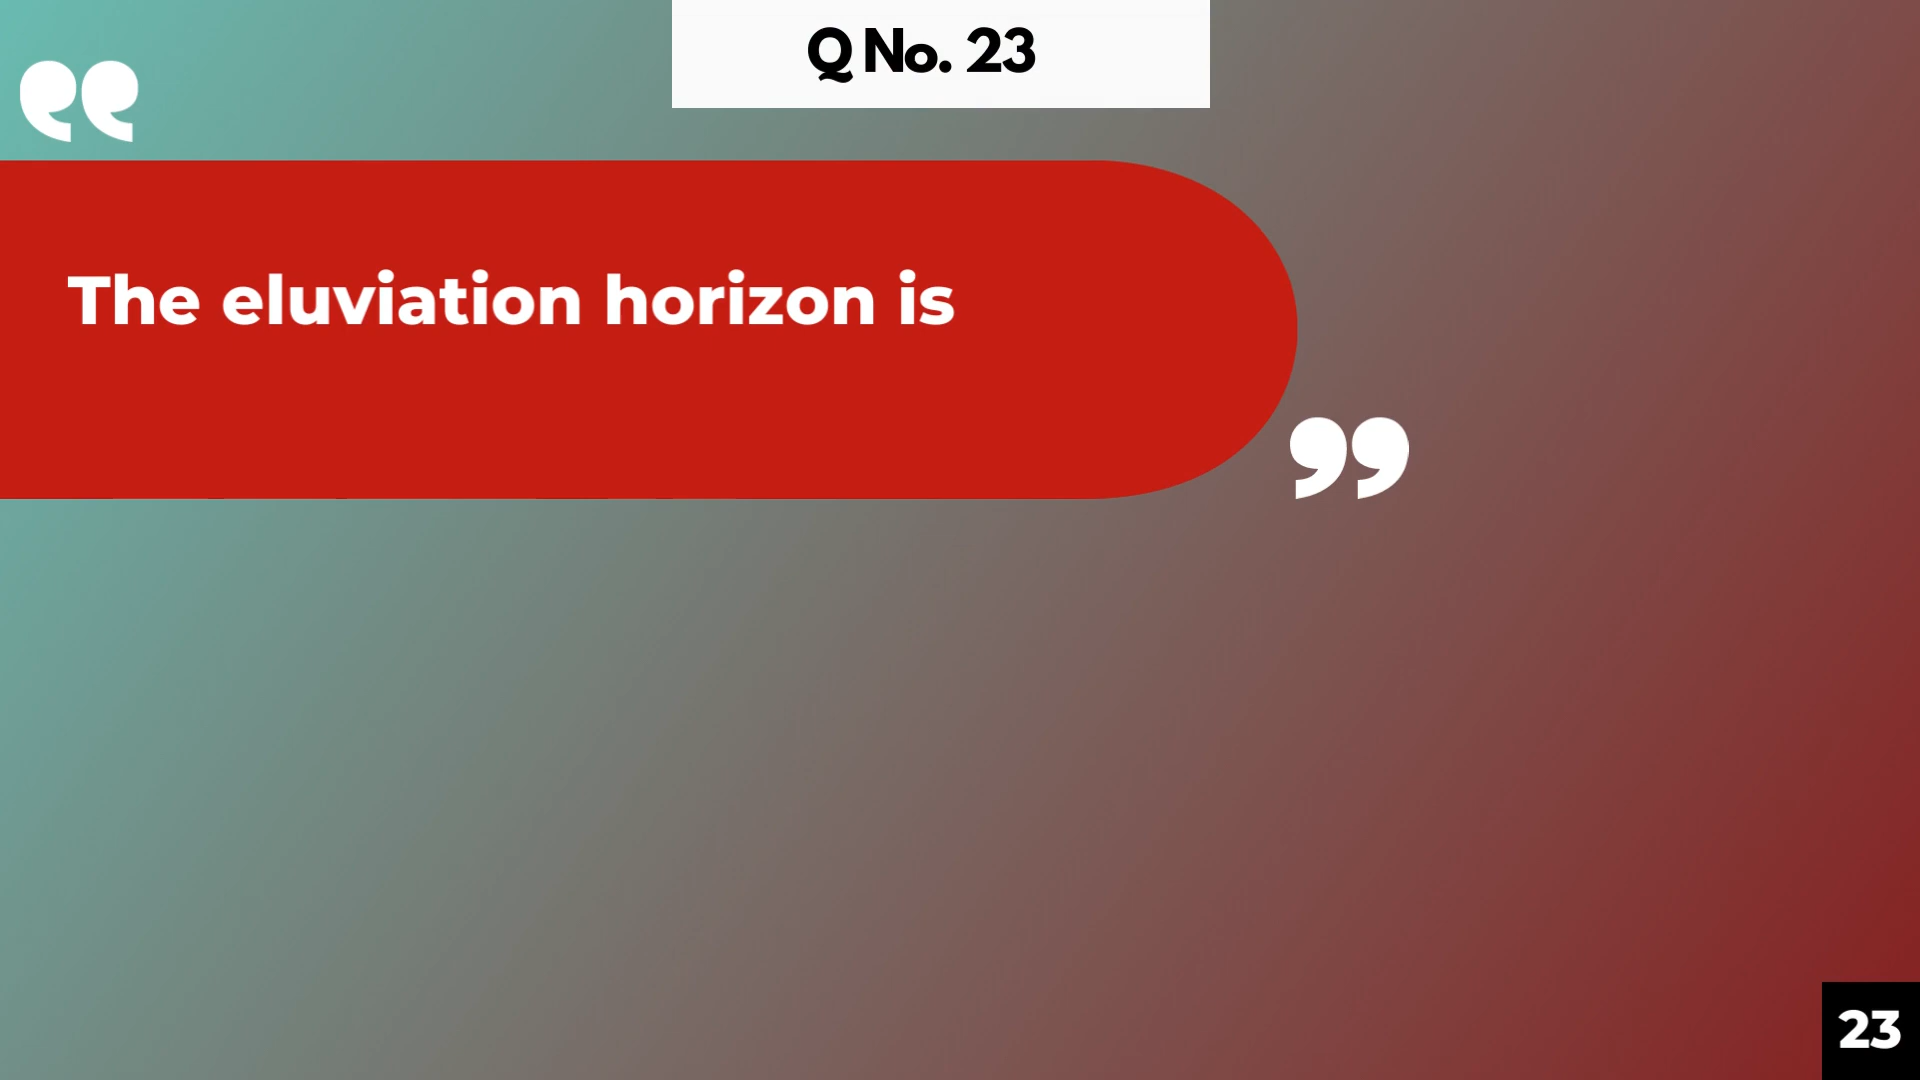 Q No. 23
“
The eluviation horizon is
”
23